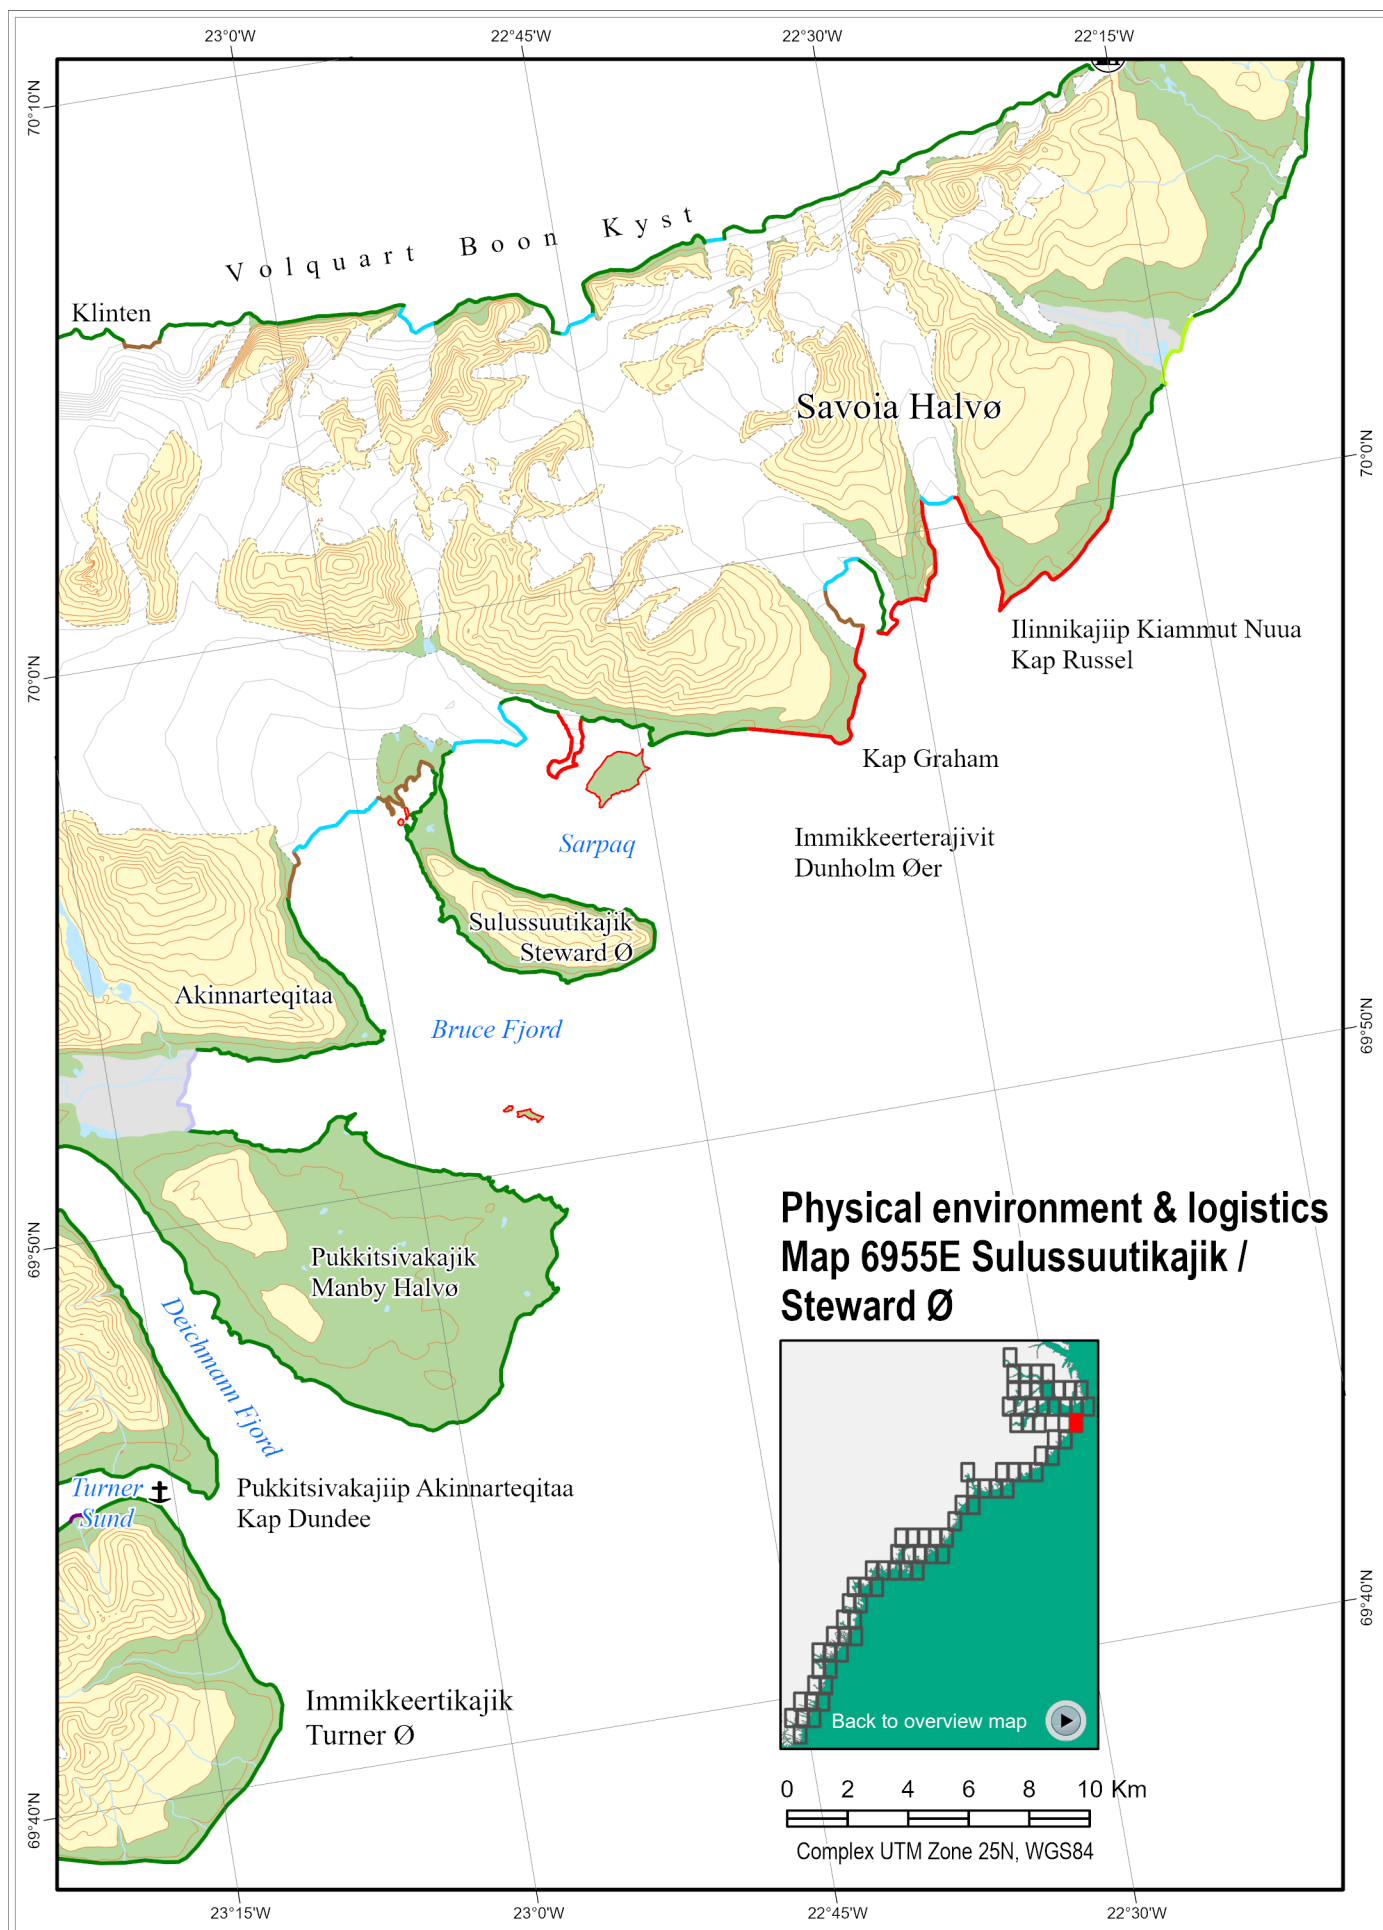 23°0'W
22°45'W
22°30'W
22°15'W
70°10'N
Volquart Boon Kyst
Klinten
Savoia Halvø
70°0'N
Ilinnikajiip Kiammut Nuua
Kap Russel
70°0'N
Kap Graham
Sarpaq
Immikkeerterajivit
Dunholm Øer
Sulussuutikajik
Steward Ø
Akinnarteqitaa
Bruce Fjord
69°50'N
Physical environment & logistics
Map 6955E Sulussuutikajik /
Steward Ø
69°50'N
Pukkitsivakajik
Manby Halvø
Deichmann Fjord
Turner
Sund
Pukkitsivakajiip Akinnarteqitaa
Kap Dundee
69°40'N
Immikkeertikajik
Turner Ø
Back to overview map
69°40'N
0 2 4 6 8 10 Km
Complex UTM Zone 25N, WGS84
23°15'W
23°0'W
22°45'W
22°30'W